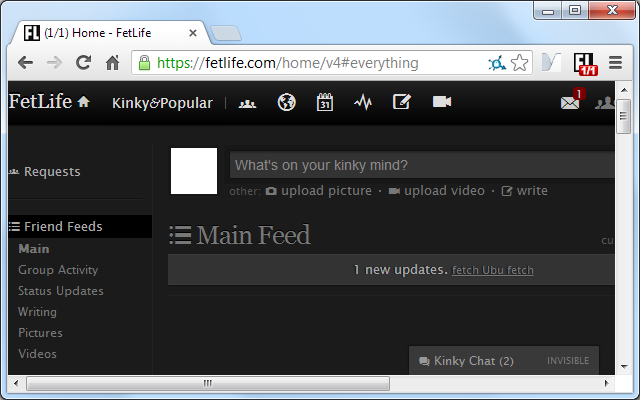 FL (1/1) Home - FetLife
https://fetlife.com/home/v4#everything
FL 1/1
FetLife Kinky&Popular | 31 1
Requests
What's on your kinky mind?
other: upload picture · upload video · write
Friend Feeds
Main Feed
Main
cu
Group Activity
1 new updates. fetch Ubu fetch
Status Updates
Writing
Pictures
Videos
Kinky Chat (2) INVISIBLE